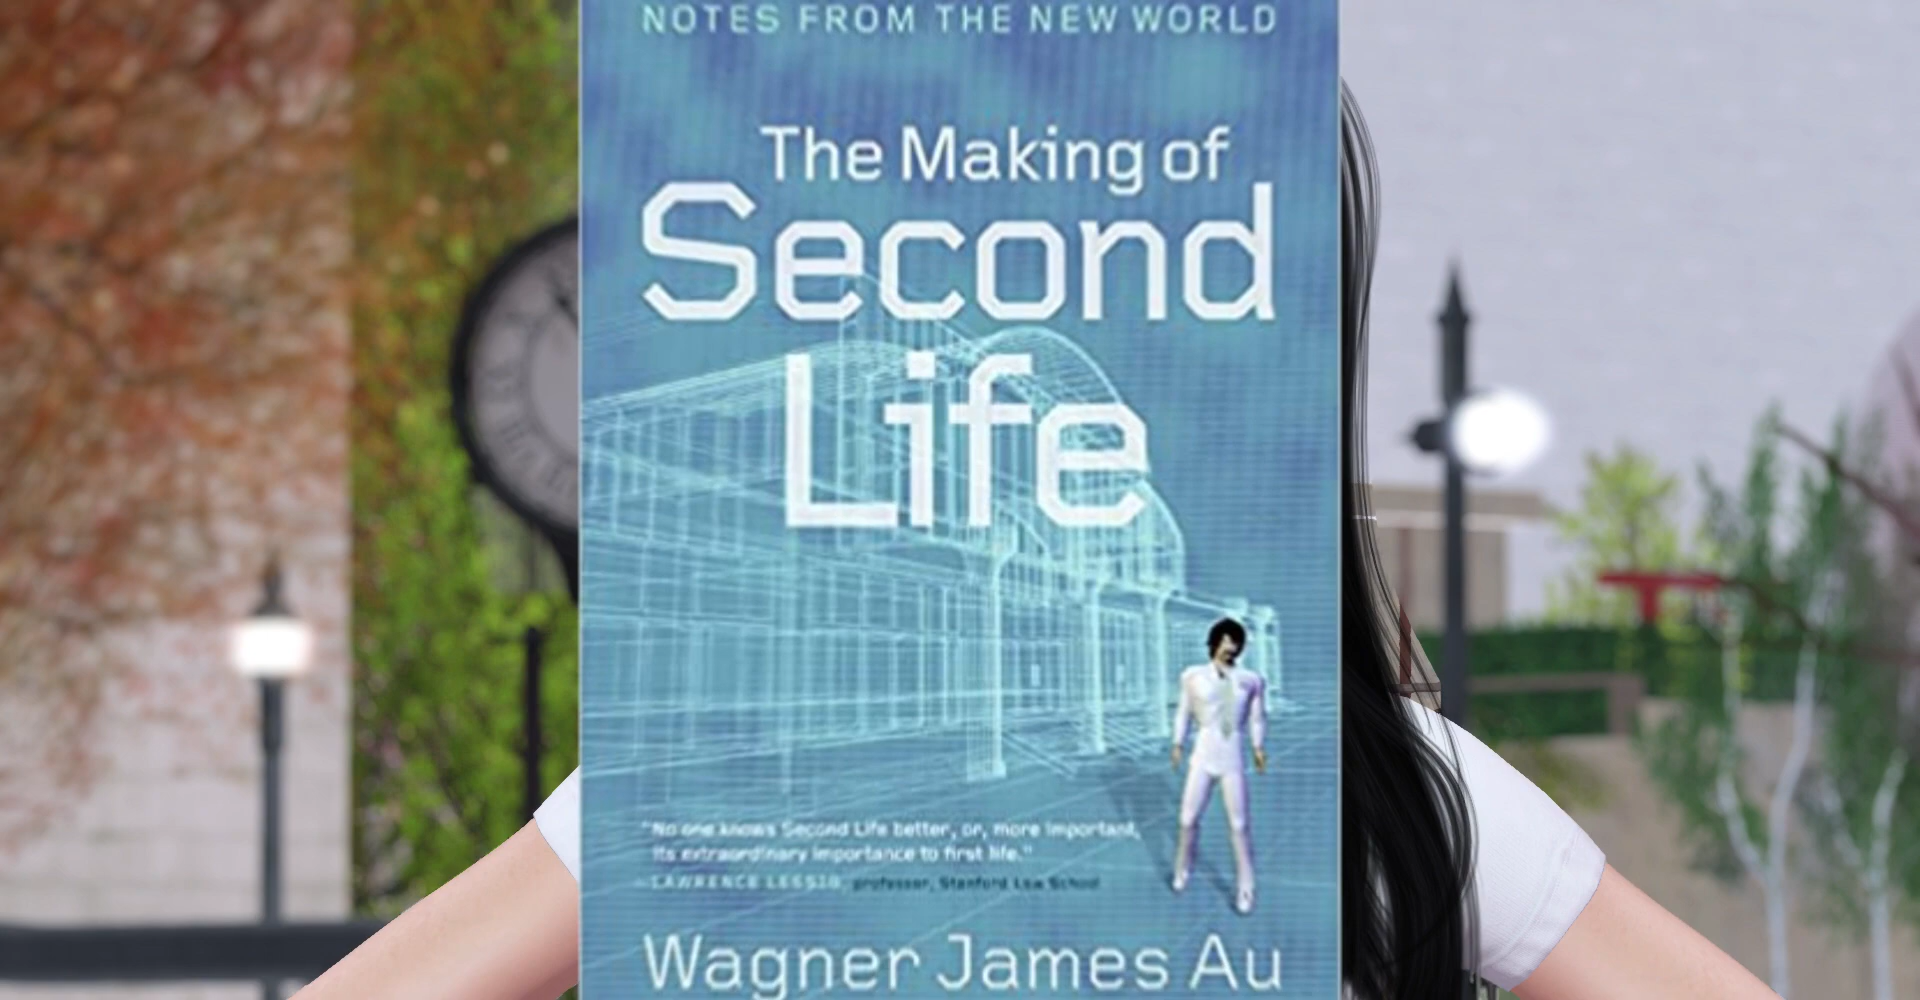 NOTES FROM THE NEW WORLD
The Making of
Second
Life
"No one knows Second Life better, or, more important,
its extraordinary importance to first life."
—LAWRENCE LESSIG, professor, Stanford Law School
Wagner James Au